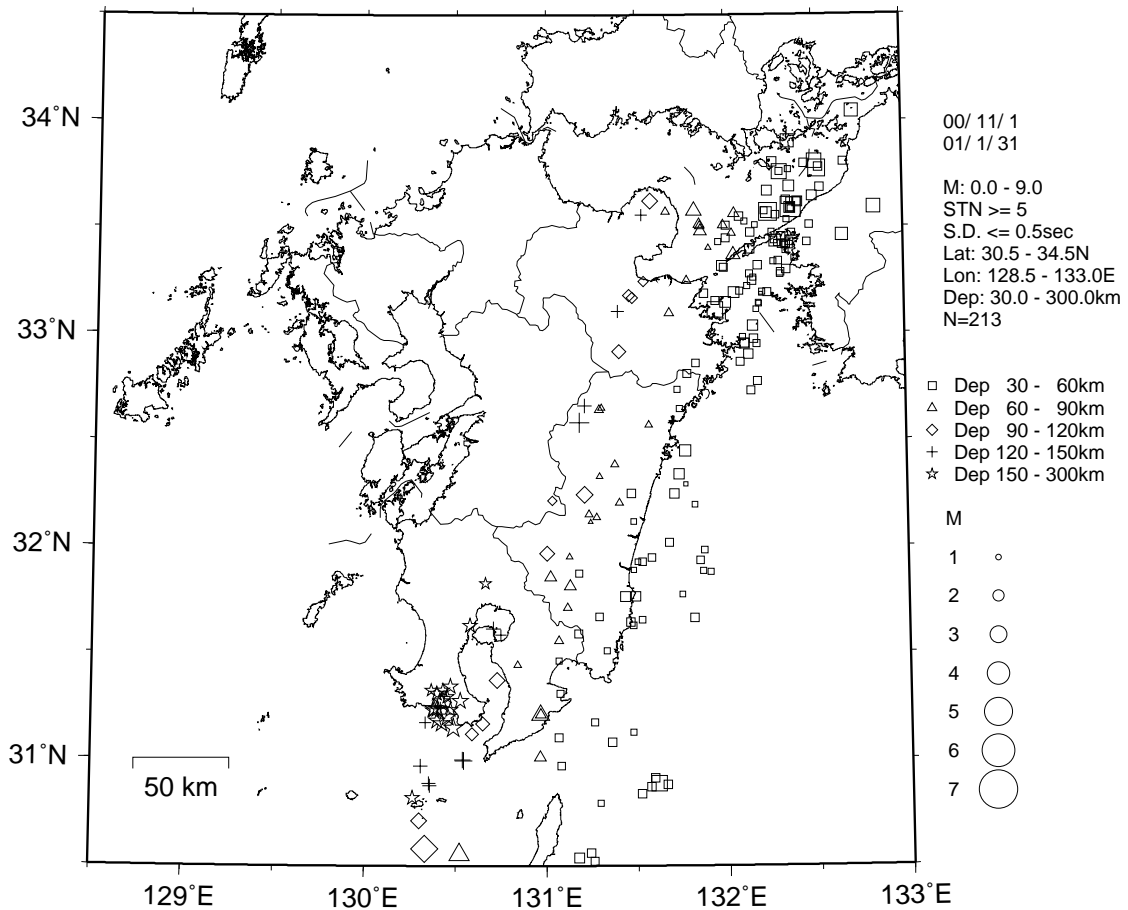 00/ 11/ 1
01/ 1/ 31
M: 0.0 - 9.0
STN >= 5
S.D. <= 0.5sec
Lat: 30.5 - 34.5N
Lon: 128.5 - 133.0E
Dep: 30.0 - 300.0km
N=213
Dep 30 - 60km
Dep 60 - 90km
Dep 90 - 120km
Dep 120 - 150km
Dep 150 - 300km
M
1
2
3
4
5
6
7
34˚N
33˚N
32˚N
31˚N
50 km
129˚E
130˚E
131˚E
132˚E
133˚E